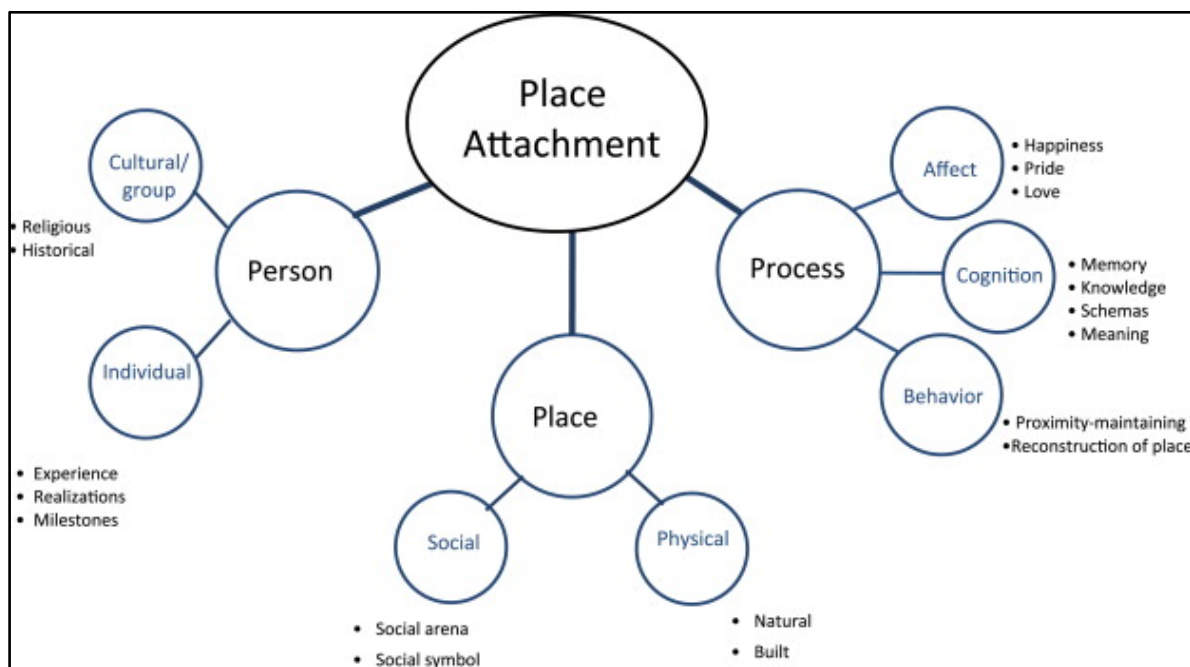 Place
Attachment
Cultural/
group
• Religious
• Historical
Person
Individual
• Experience
• Realizations
• Milestones
Place
Social
• Social arena
• Social symbol
Physical
• Natural
• Built
Process
Affect
• Happiness
• Pride
• Love
Cognition
• Memory
• Knowledge
• Schemas
• Meaning
Behavior
• Proximity-maintaining
•Reconstruction of place